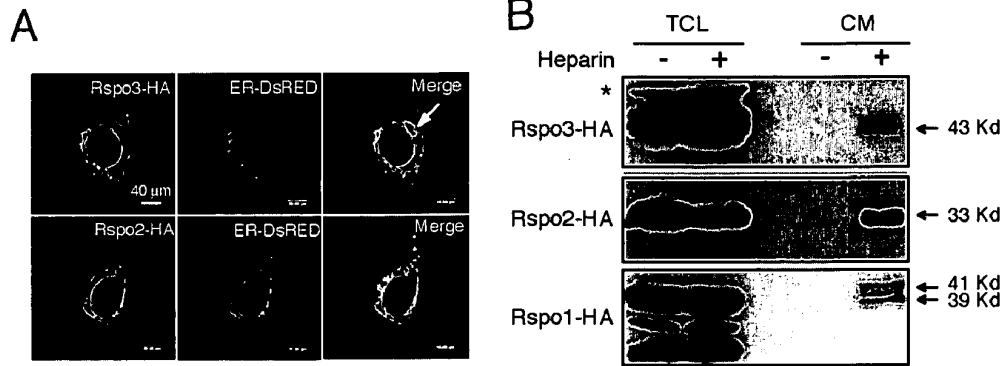 A
Rspo3-HA
ER-DsRED
Merge
40 μm
Rspo2-HA
ER-DsRED
Merge
B
TCL
CM
Heparin - + - +
*
Rspo3-HA
43 Kd
Rspo2-HA
33 Kd
Rspo1-HA
41 Kd
39 Kd